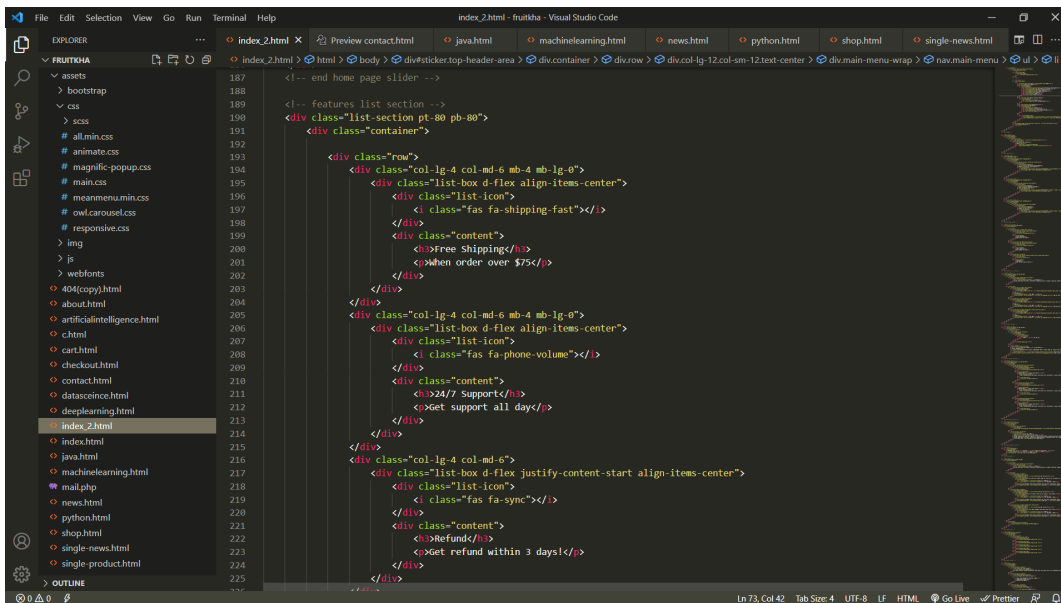 File Edit Selection View Go Run Terminal Help index_2.html - fruitkha - Visual Studio Code
EXPLORER ...
FRUITKHA
assets
bootstrap
css
scss
# all.min.css
# animate.css
# magnific-popup.css
# main.css
# meanmenu.min.css
# owl.carousel.css
# responsive.css
img
js
webfonts
404(copy).html
about.html
artificialintelligence.html
c.html
cart.html
checkout.html
contact.html
datasceince.html
deeplearning.html
index_2.html
index.html
java.html
machinelearning.html
mail.php
news.html
python.html
shop.html
single-news.html
single-product.html
OUTLINE
index_2.html Preview contact.html java.html machinelearning.html news.html python.html shop.html single-news.html
index_2.html > html > body > div#sticker.top-header-area > div.container > div.row > div.col-lg-12.col-sm-12.text-center > div.main-menu-wrap > nav.main-menu > ul > li
187 <!-- end home page slider -->
188
189 <!-- features list section -->
190 <div class="list-section pt-80 pb-80">
191 <div class="container">
192
193 <div class="row">
194 <div class="col-lg-4 col-md-6 mb-4 mb-lg-0">
195 <div class="list-box d-flex align-items-center">
196 <div class="list-icon">
197 <i class="fas fa-shipping-fast"></i>
198 </div>
199 <div class="content">
200 <h3>Free Shipping</h3>
201 <p>When order over $75</p>
202 </div>
203 </div>
204 </div>
205 <div class="col-lg-4 col-md-6 mb-4 mb-lg-0">
206 <div class="list-box d-flex align-items-center">
207 <div class="list-icon">
208 <i class="fas fa-phone-volume"></i>
209 </div>
210 <div class="content">
211 <h3>24/7 Support</h3>
212 <p>Get support all day</p>
213 </div>
214 </div>
215 </div>
216 <div class="col-lg-4 col-md-6">
217 <div class="list-box d-flex justify-content-start align-items-center">
218 <div class="list-icon">
219 <i class="fas fa-sync"></i>
220 </div>
221 <div class="content">
222 <h3>Refund</h3>
223 <p>Get refund within 3 days!</p>
224 </div>
225 </div>
0 0 Ln 73, Col 42 Tab Size: 4 UTF-8 LF HTML Go Live Prettier